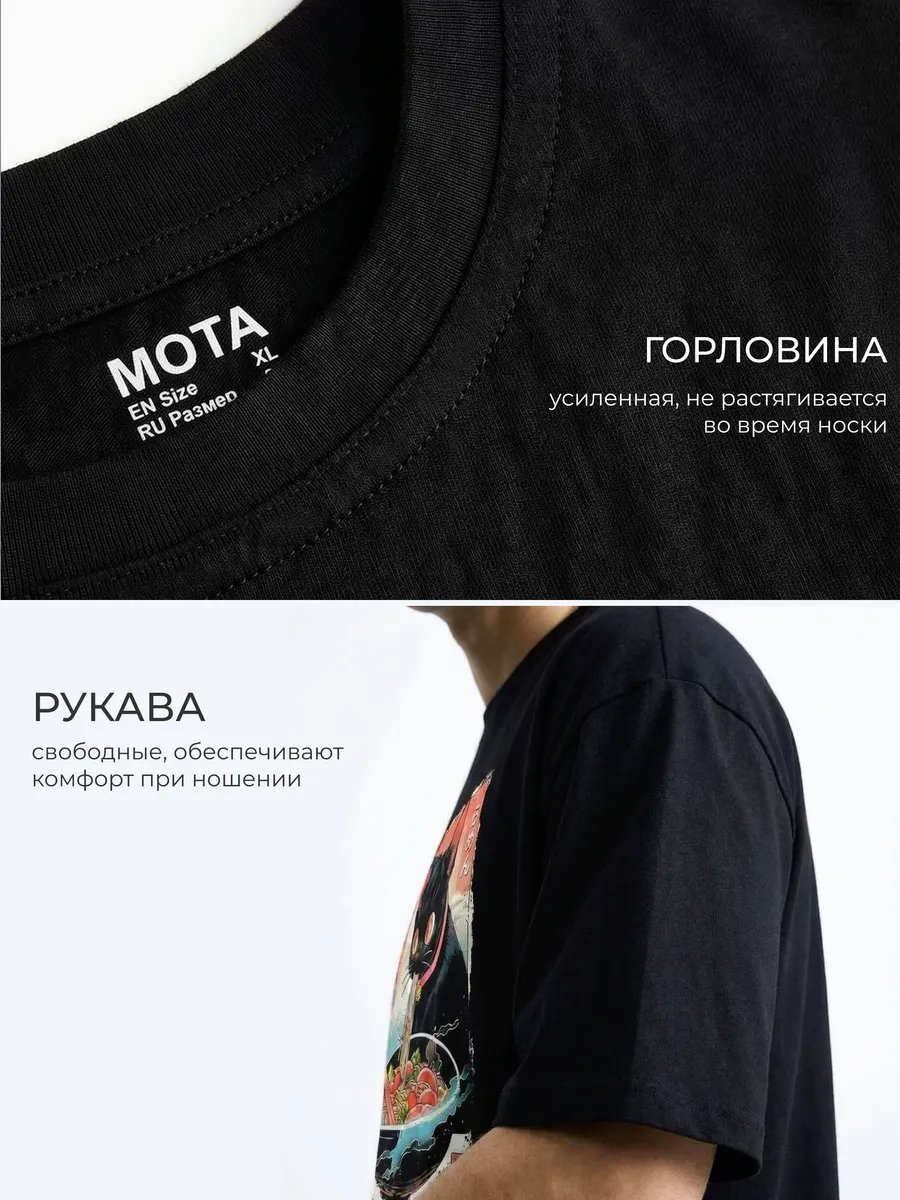 MOTA
EN Size XL
RU Размер
ГОРЛОВИНА
усиленная, не растягивается
во время носки
РУКАВА
свободные, обеспечивают
комфорт при ношении